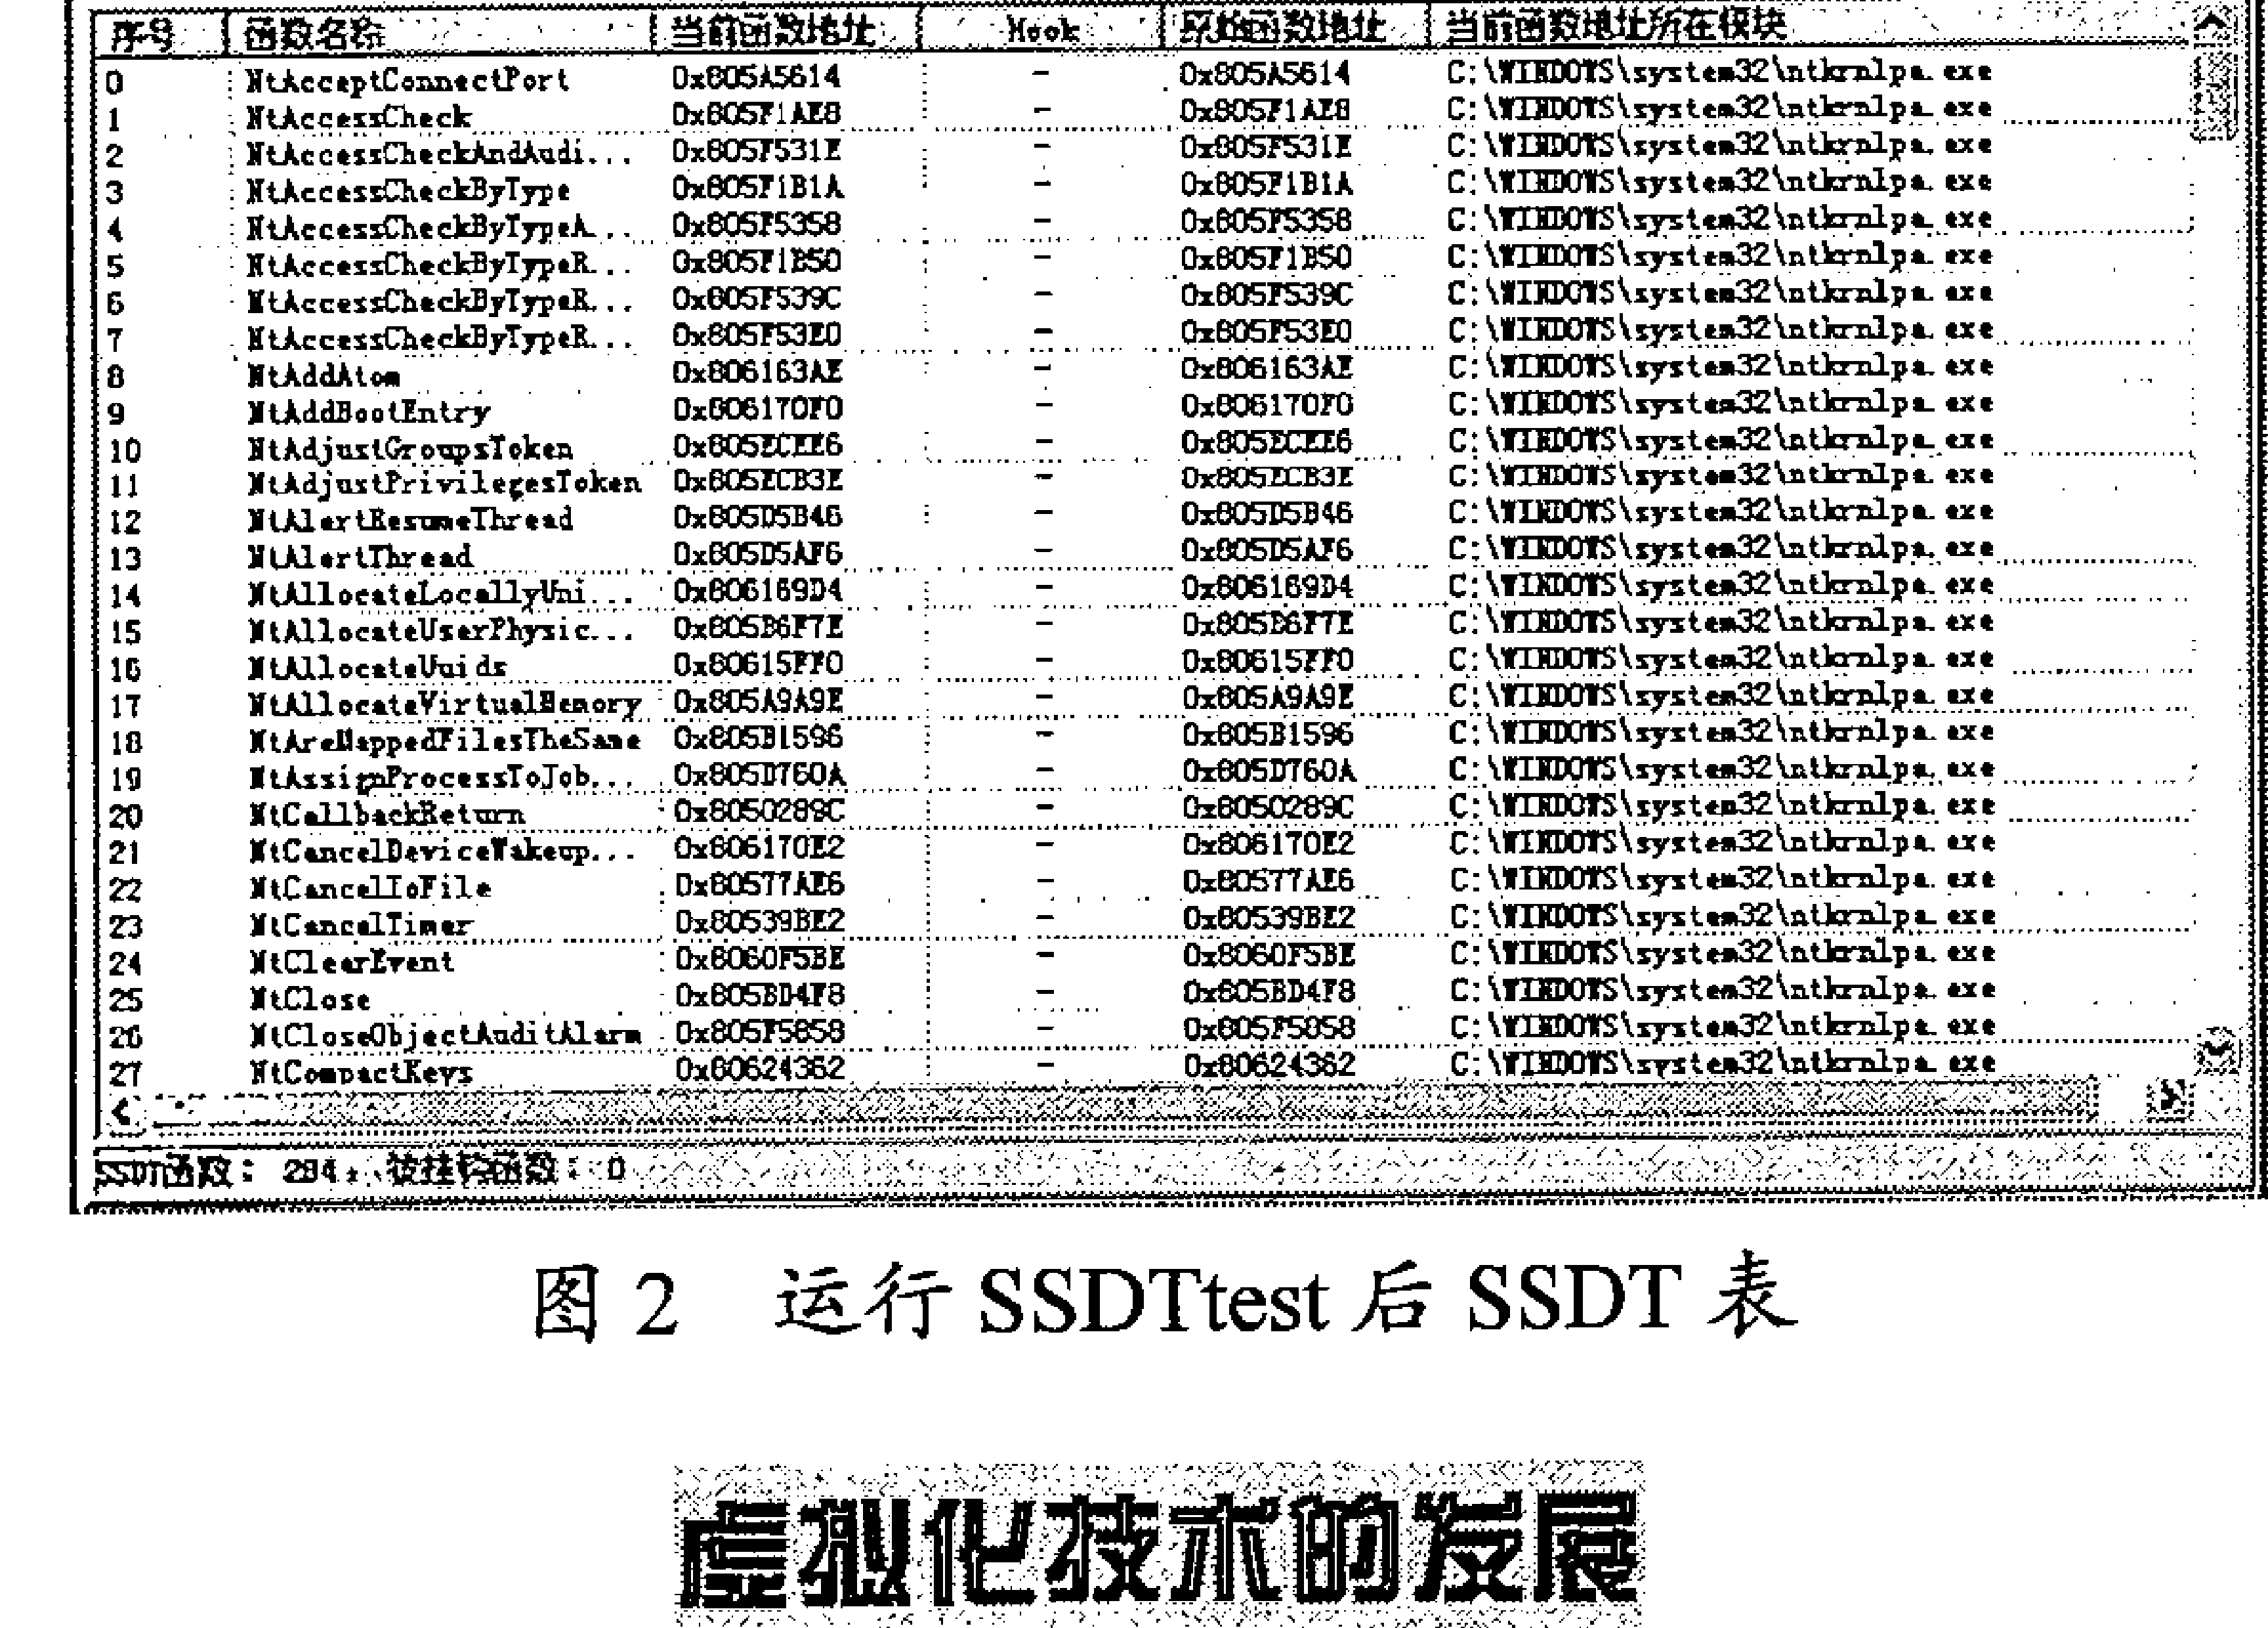 序号 函数名称 当前函数地址 Hook 原始函数地址 当前函数地址所在模块
0 NtAcceptConnectPort 0x805A5614 - 0x805A5614 C:\WINDOWS\system32\ntkrnlpa.exe
1 NtAccessCheck 0x805F1AE8 - 0x805F1AE8 C:\WINDOWS\system32\ntkrnlpa.exe
2 NtAccessCheckAndAudi... 0x805F531E - 0x805F531E C:\WINDOWS\system32\ntkrnlpa.exe
3 NtAccessCheckByType 0x805F1B1A - 0x805F1B1A C:\WINDOWS\system32\ntkrnlpa.exe
4 NtAccessCheckByTypeA... 0x805F5358 - 0x805F5358 C:\WINDOWS\system32\ntkrnlpa.exe
5 NtAccessCheckByTypeR... 0x805F1B50 - 0x805F1B50 C:\WINDOWS\system32\ntkrnlpa.exe
6 NtAccessCheckByTypeR... 0x805F539C - 0x805F539C C:\WINDOWS\system32\ntkrnlpa.exe
7 NtAccessCheckByTypeR... 0x805F53E0 - 0x805F53E0 C:\WINDOWS\system32\ntkrnlpa.exe
8 NtAddAtom 0x806163AE - 0x806163AE C:\WINDOWS\system32\ntkrnlpa.exe
9 NtAddBootEntry 0x806170F0 - 0x806170F0 C:\WINDOWS\system32\ntkrnlpa.exe
10 NtAdjustGroupsToken 0x805ECEE6 - 0x805ECEE6 C:\WINDOWS\system32\ntkrnlpa.exe
11 NtAdjustPrivilegesToken 0x805ECB3E - 0x805ECB3E C:\WINDOWS\system32\ntkrnlpa.exe
12 NtAlertResumeThread 0x805D5B46 - 0x805D5B46 C:\WINDOWS\system32\ntkrnlpa.exe
13 NtAlertThread 0x805D5AF6 - 0x805D5AF6 C:\WINDOWS\system32\ntkrnlpa.exe
14 NtAllocateLocallyUni... 0x806169D4 - 0x806169D4 C:\WINDOWS\system32\ntkrnlpa.exe
15 NtAllocateUserPhysic... 0x805B6F7E - 0x805B6F7E C:\WINDOWS\system32\ntkrnlpa.exe
16 NtAllocateUuids 0x80615FF0 - 0x80615FF0 C:\WINDOWS\system32\ntkrnlpa.exe
17 NtAllocateVirtualMemory 0x805A9A9E - 0x805A9A9E C:\WINDOWS\system32\ntkrnlpa.exe
18 NtAreMappedFilesTheSame 0x805B1596 - 0x805B1596 C:\WINDOWS\system32\ntkrnlpa.exe
19 NtAssignProcessToJob... 0x805D760A - 0x805D760A C:\WINDOWS\system32\ntkrnlpa.exe
20 NtCallbackReturn 0x8050289C - 0x8050289C C:\WINDOWS\system32\ntkrnlpa.exe
21 NtCancelDeviceWakeup... 0x806170E2 - 0x806170E2 C:\WINDOWS\system32\ntkrnlpa.exe
22 NtCancelIoFile 0x80577AE6 - 0x80577AE6 C:\WINDOWS\system32\ntkrnlpa.exe
23 NtCancelTimer 0x80539BE2 - 0x80539BE2 C:\WINDOWS\system32\ntkrnlpa.exe
24 NtClearEvent 0x8060F5BE - 0x8060F5BE C:\WINDOWS\system32\ntkrnlpa.exe
25 NtClose 0x805BD4F8 - 0x805BD4F8 C:\WINDOWS\system32\ntkrnlpa.exe
26 NtCloseObjectAuditAlarm 0x805F5858 - 0x805F5858 C:\WINDOWS\system32\ntkrnlpa.exe
27 NtCompactKeys 0x80624362 - 0x80624362 C:\WINDOWS\system32\ntkrnlpa.exe
SSDT函数: 284, 被挂钩函数: 0
图 2 运行 SSDTtest 后 SSDT 表
虚拟化技术的发展